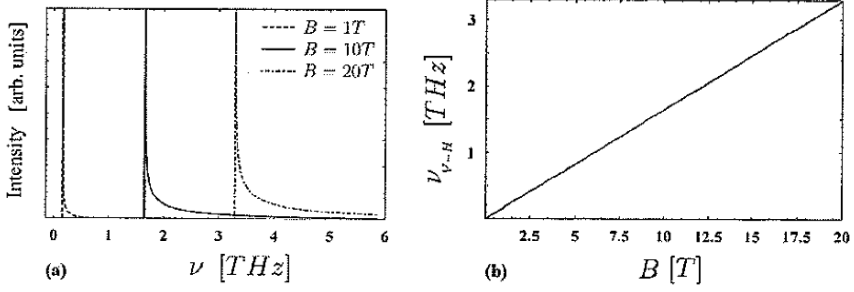 Intensity [arb. units]
B = 1T
B = 10T
B = 20T
0 1 2 3 4 5 6
(a) ν [THz]
ν_{V-H} [THz]
3
2
1
2.5 5 7.5 10 12.5 15 17.5 20
(b) B [T]